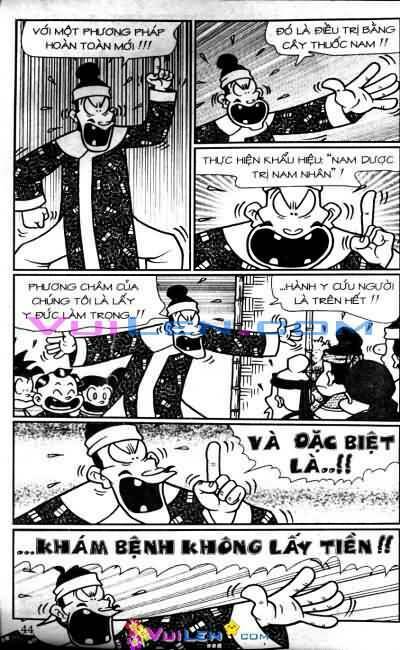 VỚI MỘT PHƯƠNG PHÁP
HOÀN TOÀN MỚI !!!
ĐÓ LÀ ĐIỀU TRỊ BẰNG
CÂY THUỐC NAM !!
THỰC HIỆN KHẨU HIỆU: "NAM DƯỢC
TRỊ NAM NHÂN" !
PHƯƠNG CHÂM CỦA
CHÚNG TÔI LÀ LẤY
Y ĐỨC LÀM TRỌNG !!
...HÀNH Y CỨU NGƯỜI
LÀ TRÊN HẾT !!
VUILEN.COM
VÀ ĐẶC BIỆT
LÀ..!!
...KHÁM BỆNH KHÔNG LẤY TIỀN !!
44
VUILEN
.COM